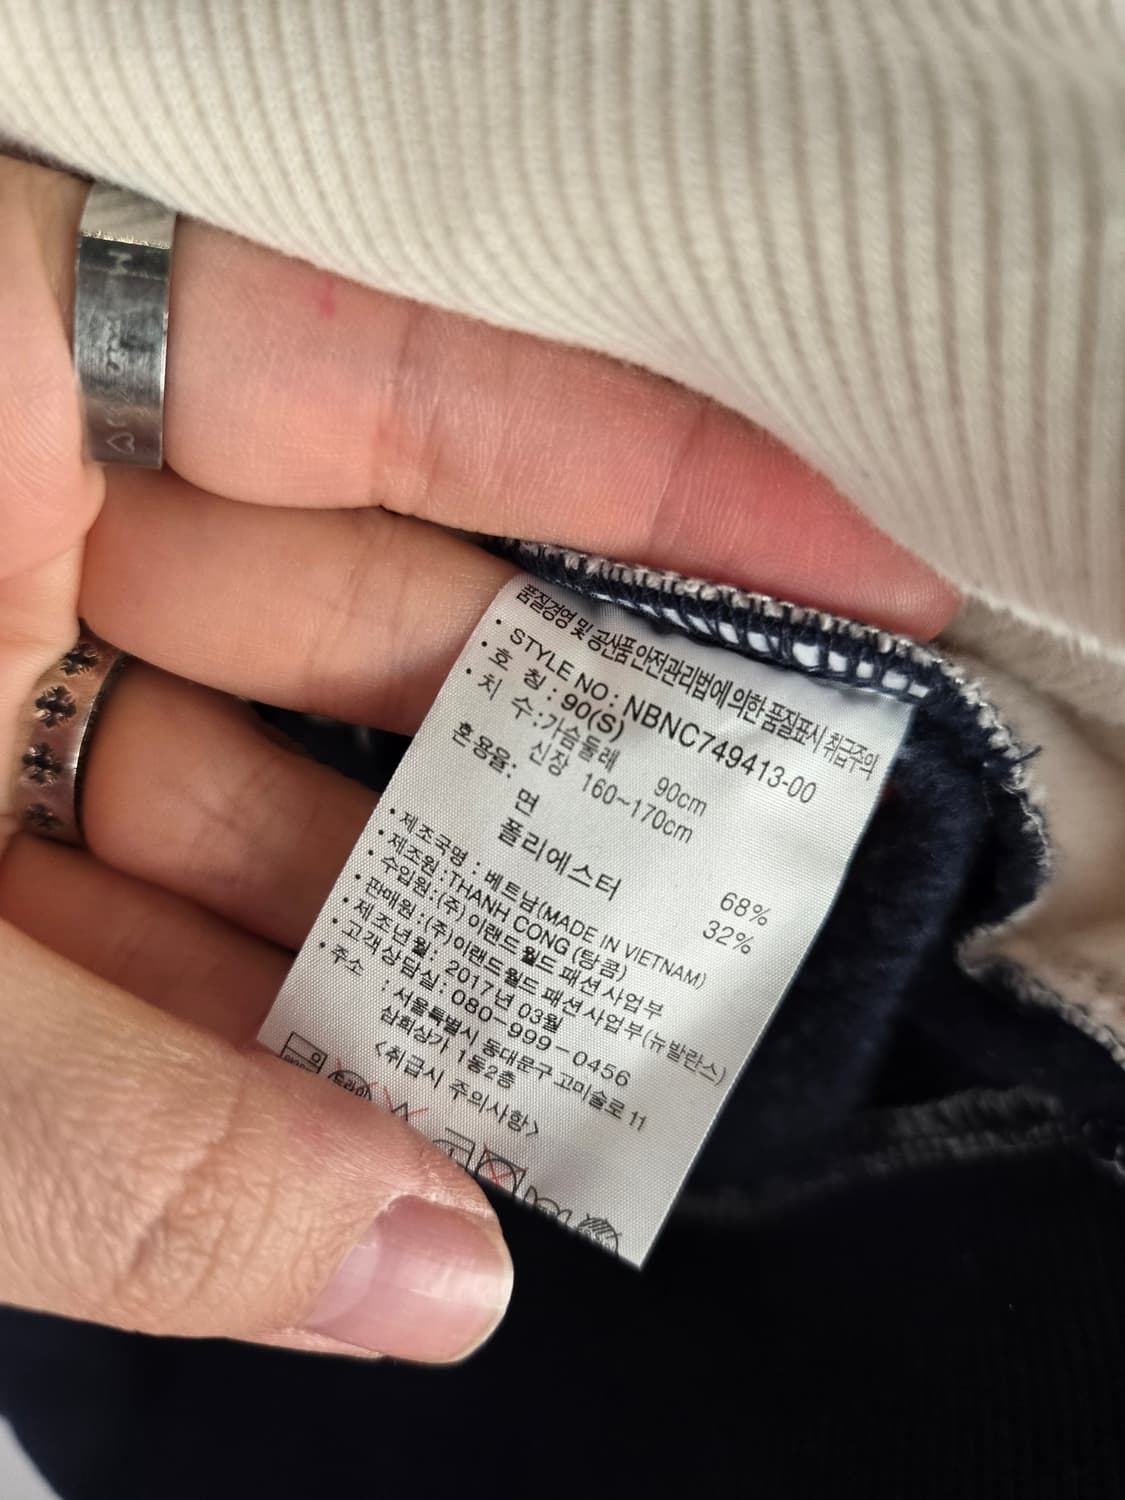 품질경영 및 공산품안전관리법에 의한 품질표시 취급주의
• STYLE NO : NBNC749413-00
• 호 칭 : 90(S)
• 치 수 : 가슴둘레 90cm
신장 160~170cm
혼용율:
면 68%
폴리에스터 32%
• 제조국명 : 베트남(MADE IN VIETNAM)
• 제조원 : THANH CONG (탕콤)
• 수입원 : (주)이랜드월드 패션사업부
• 판매원 : (주)이랜드월드 패션사업부(뉴발란스)
• 제조년월 : 2017년 03월
• 고객상담실 : 080-999-0456
• 주소 : 서울특별시 동대문구 고미술로 11
삼희상가 1동2층
<취급시 주의사항>
드라이